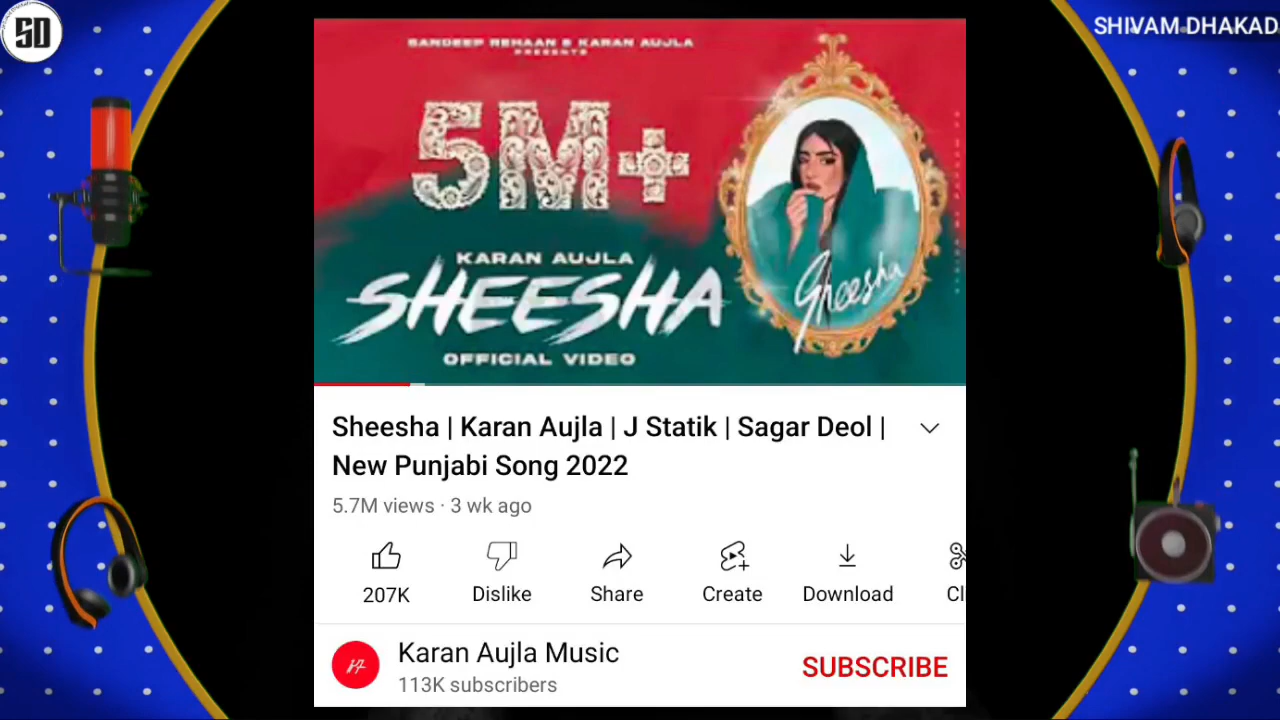 SD
SHIVAM DHAKAD
SANDEEP REHAAN & KARAN AUJLA
PRESENTS
5M+
KARAN AUJLA
SHEESHA
OFFICIAL VIDEO
Sheesha
Sheesha | Karan Aujla | J Statik | Sagar Deol |
New Punjabi Song 2022
5.7M views · 3 wk ago
207K
Dislike
Share
Create
Download
Cl
Karan Aujla Music
113K subscribers
SUBSCRIBE